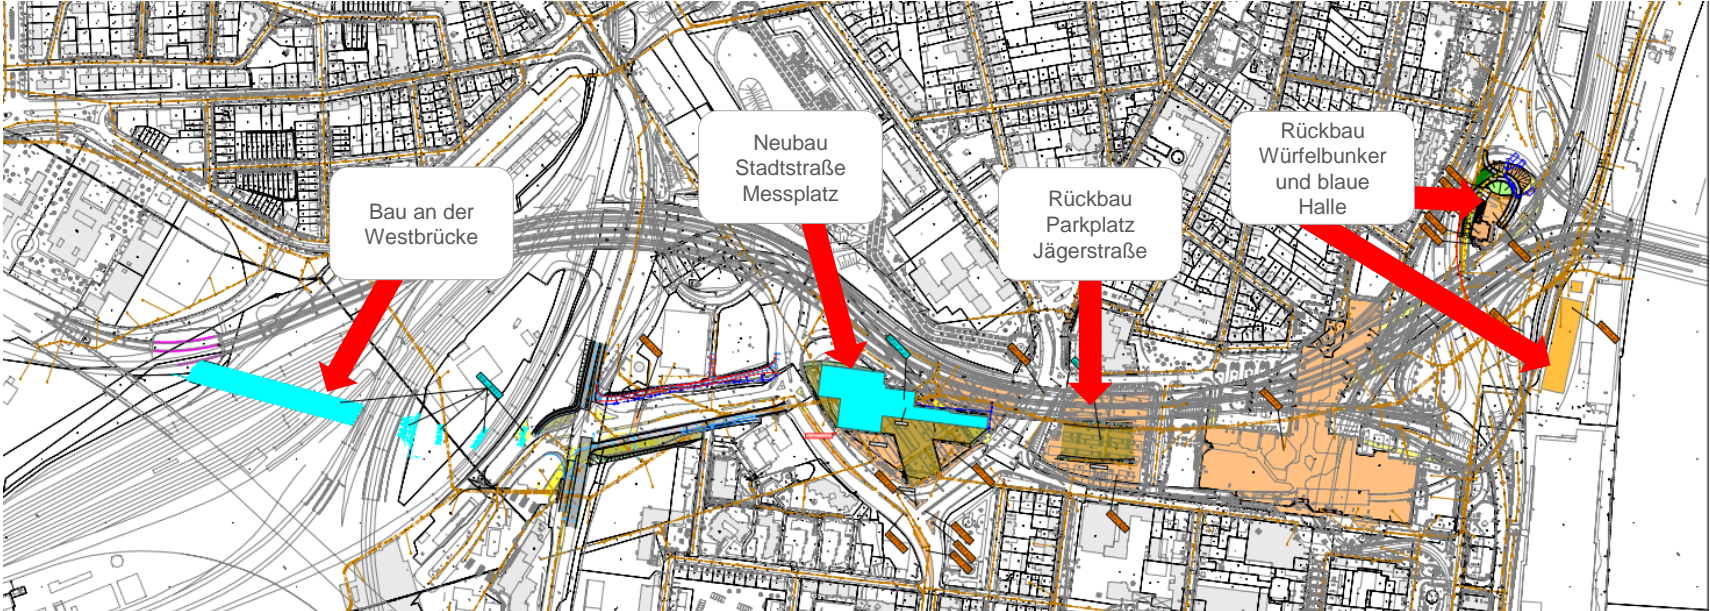 Bau an der
Westbrücke
Neubau
Stadtstraße
Messplatz
Rückbau
Parkplatz
Jägerstraße
Rückbau
Würfelbunker
und blaue
Halle